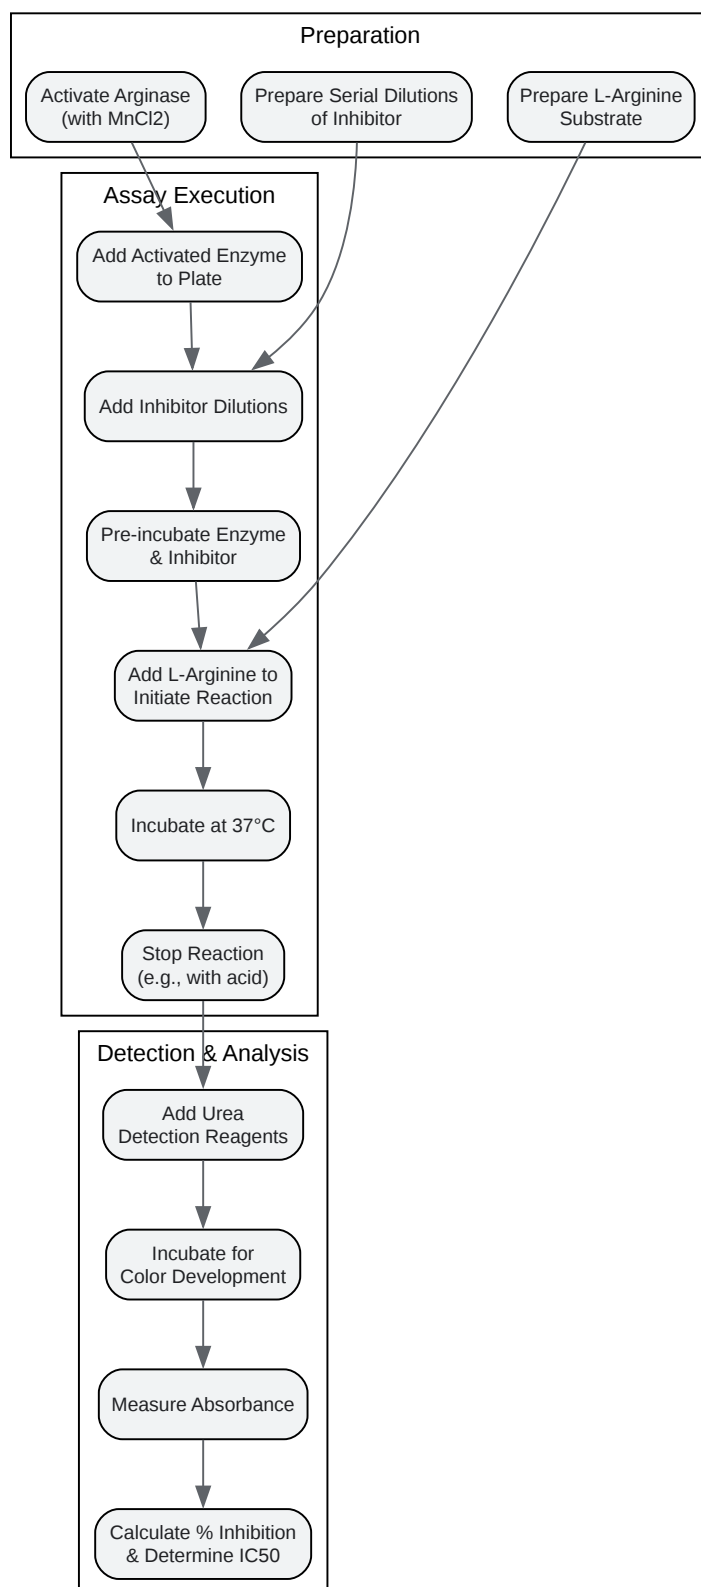 Preparation
Activate Arginase
(with MnCl2)
Prepare Serial Dilutions
of Inhibitor
Prepare L-Arginine
Substrate
Assay Execution
Add Activated Enzyme
to Plate
Add Inhibitor Dilutions
Pre-incubate Enzyme
& Inhibitor
Add L-Arginine to
Initiate Reaction
Incubate at 37°C
Stop Reaction
(e.g., with acid)
Detection & Analysis
Add Urea
Detection Reagents
Incubate for
Color Development
Measure Absorbance
Calculate % Inhibition
& Determine IC50